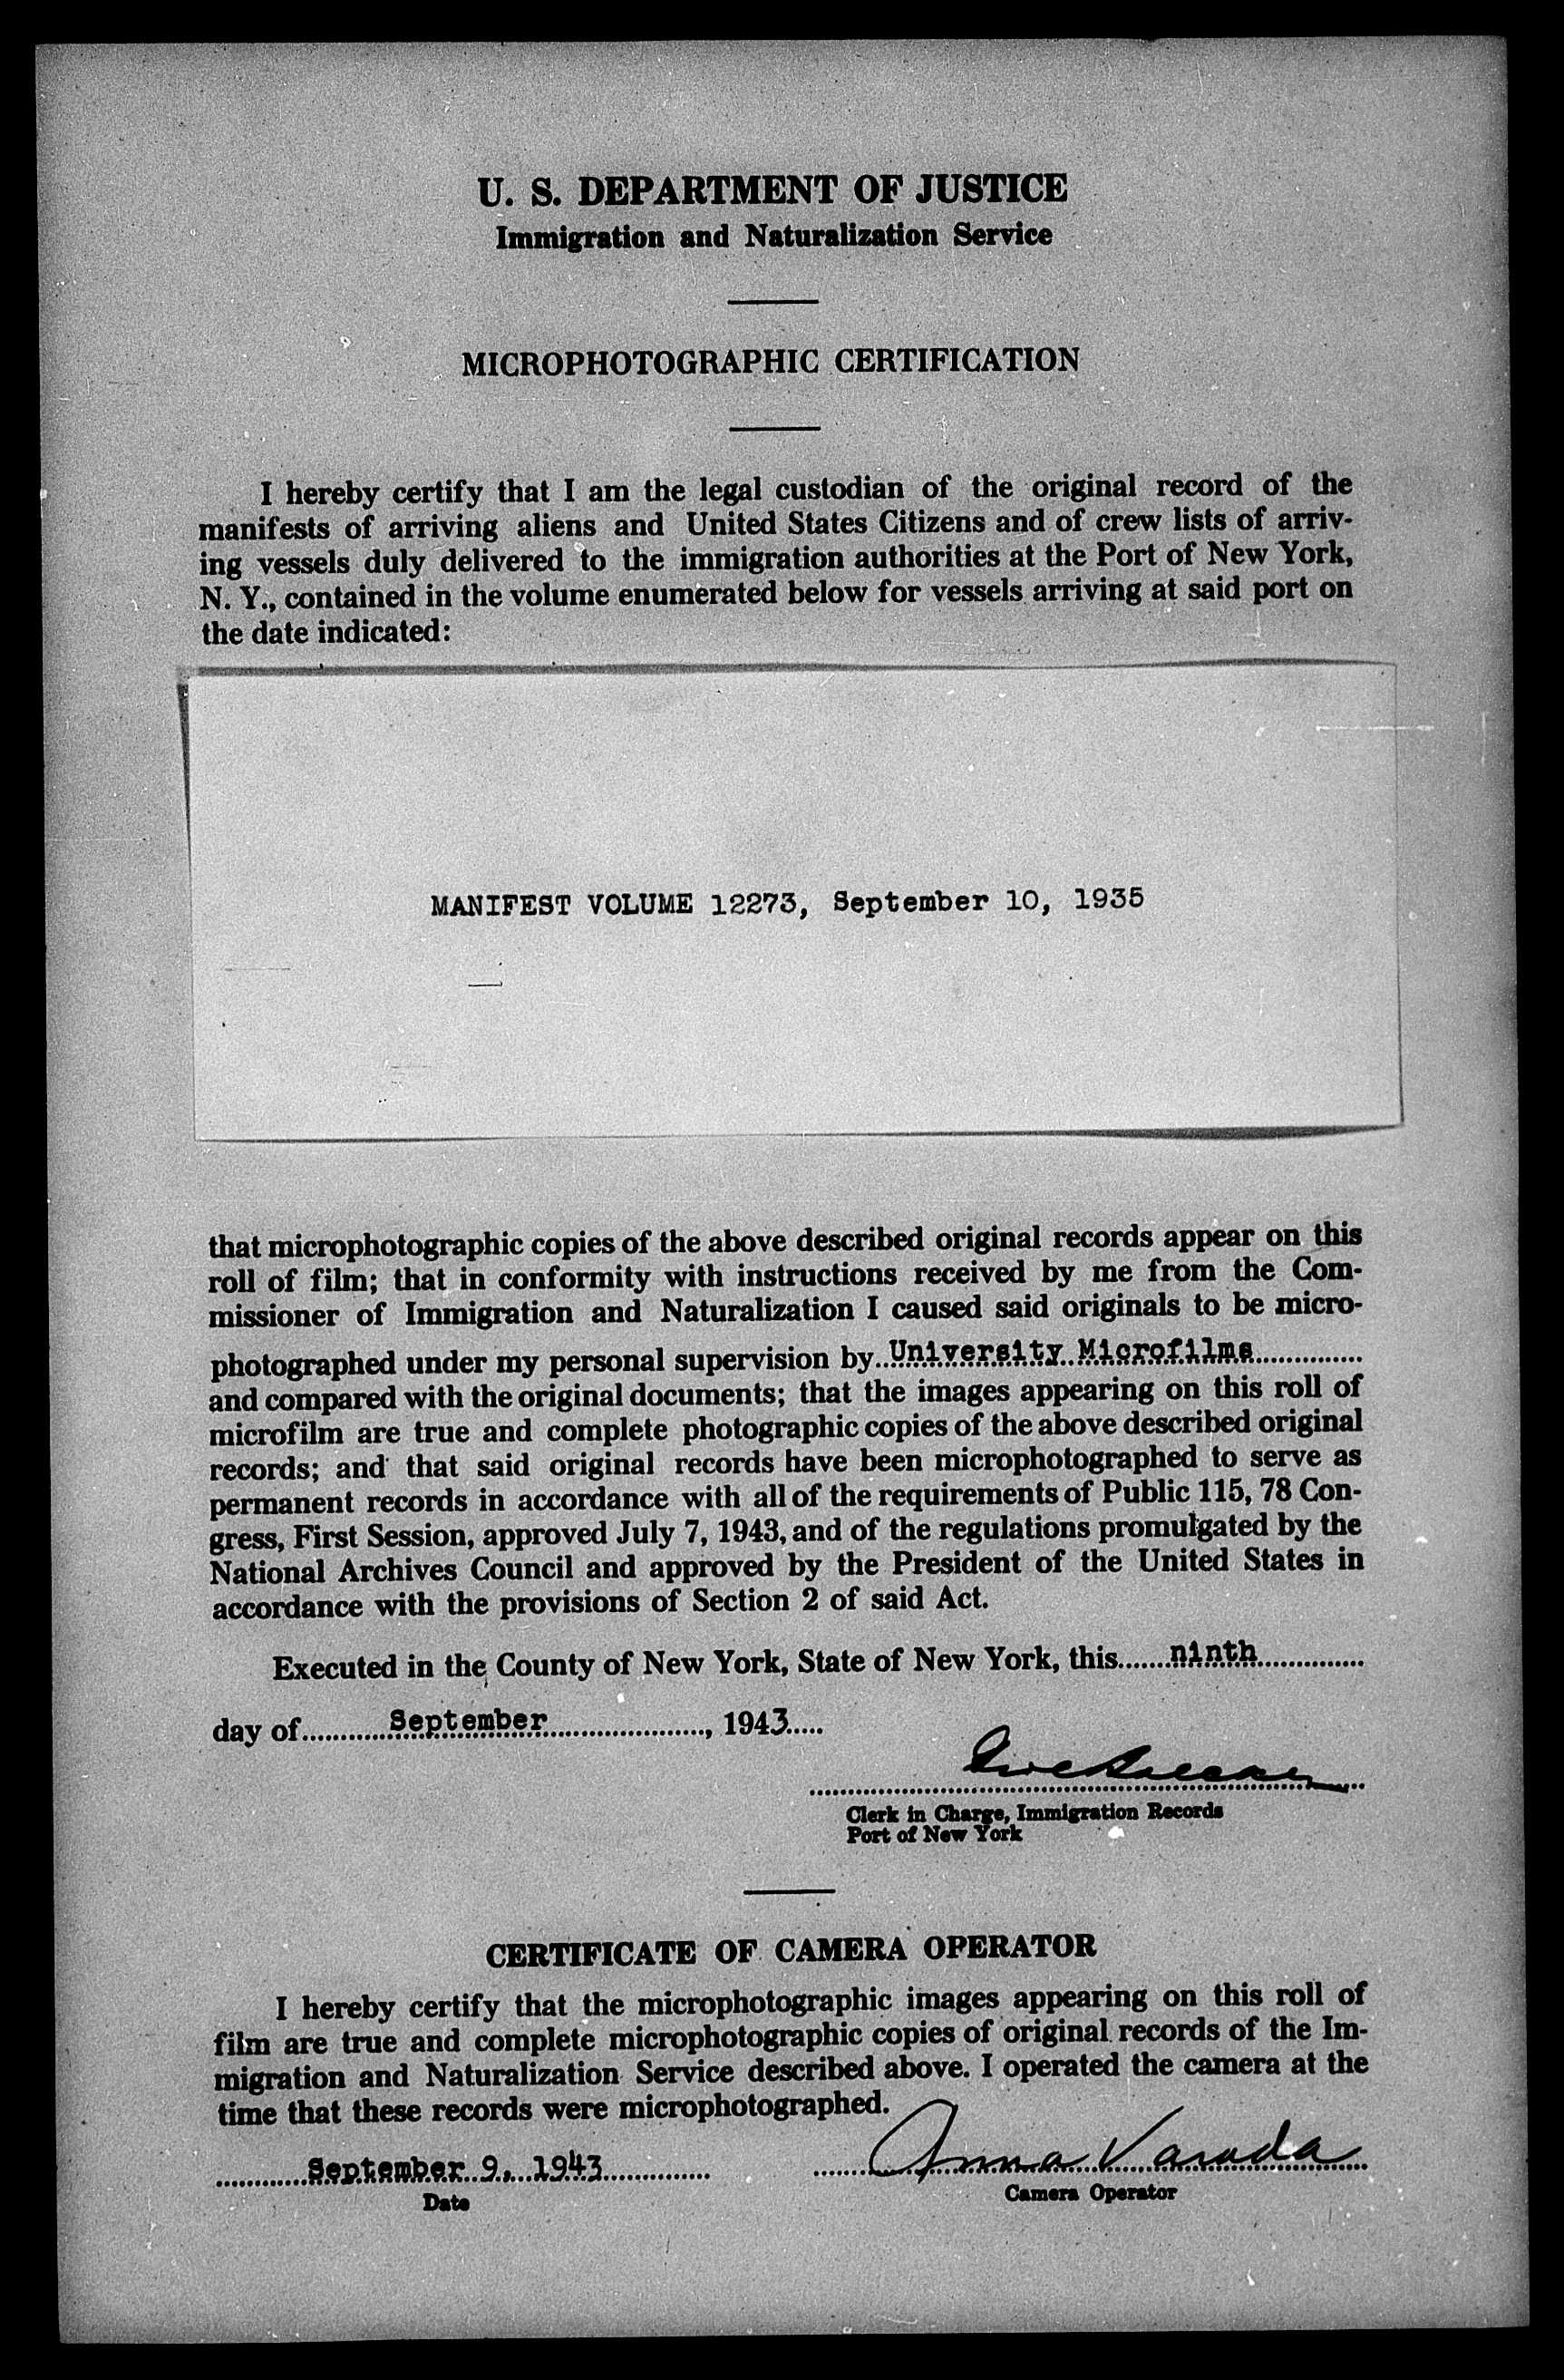 U. S. DEPARTMENT OF JUSTICE
Immigration and Naturalization Service
MICROPHOTOGRAPHIC CERTIFICATION
I hereby certify that I am the legal custodian of the original record of the
manifests of arriving aliens and United States Citizens and of crew lists of arriv-
ing vessels duly delivered to the immigration authorities at the Port of New York,
N. Y., contained in the volume enumerated below for vessels arriving at said port on
the date indicated:
MANIFEST VOLUME 12273, September 10, 1935
that microphotographic copies of the above described original records appear on this
roll of film; that in conformity with instructions received by me from the Com-
missioner of Immigration and Naturalization I caused said originals to be micro-
photographed under my personal supervision by University Microfilms
and compared with the original documents; that the images appearing on this roll of
microfilm are true and complete photographic copies of the above described original
records; and that said original records have been microphotographed to serve as
permanent records in accordance with all of the requirements of Public 115, 78 Con-
gress, First Session, approved July 7, 1943, and of the regulations promulgated by the
National Archives Council and approved by the President of the United States in
accordance with the provisions of Section 2 of said Act.
Executed in the County of New York, State of New York, this ninth
day of September, 1943
Clerk in Charge, Immigration Records
Port of New York
CERTIFICATE OF CAMERA OPERATOR
I hereby certify that the microphotographic images appearing on this roll of
film are true and complete microphotographic copies of original records of the Im-
migration and Naturalization Service described above. I operated the camera at the
time that these records were microphotographed.
September 9, 1943 Anna Varada
Date Camera Operator